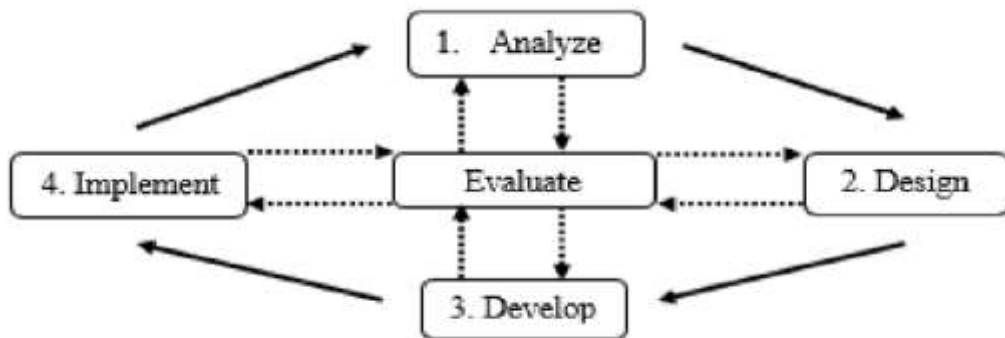 1. Analyze
4. Implement
Evaluate
2. Design
3. Develop